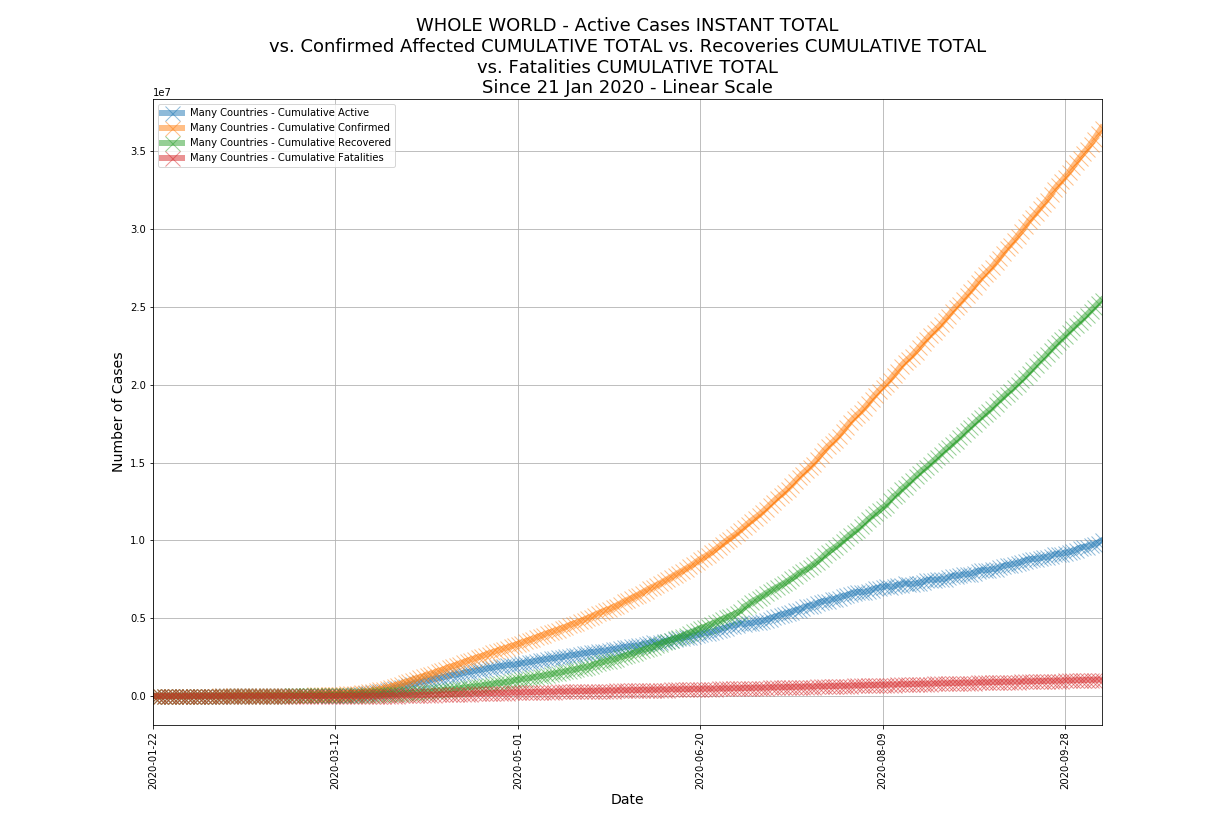 WHOLE WORLD - Active Cases INSTANT TOTAL
vs. Confirmed Affected CUMULATIVE TOTAL vs. Recoveries CUMULATIVE TOTAL
vs. Fatalities CUMULATIVE TOTAL
Since 21 Jan 2020 - Linear Scale
1e7
Many Countries - Cumulative Active
Many Countries - Cumulative Confirmed
Many Countries - Cumulative Recovered
Many Countries - Cumulative Fatalities
3.5
3.0
2.5
2.0
1.5
1.0
0.5
0.0
Number of Cases
2020-01-22
2020-03-12
2020-05-01
2020-06-20
2020-08-09
2020-09-28
Date